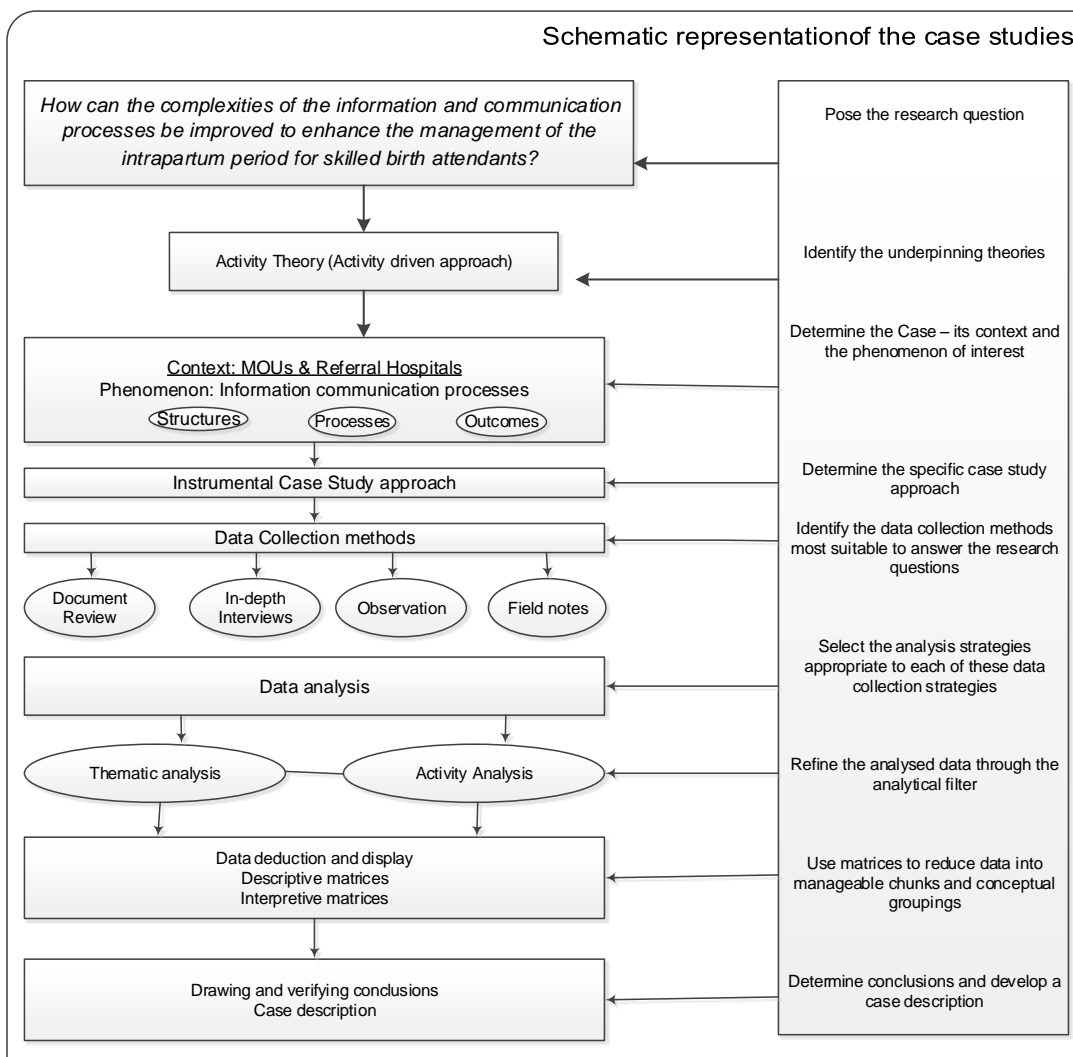 Schematic representationof the case studies
How can the complexities of the information and communication
processes be improved to enhance the management of the
intrapartum period for skilled birth attendants?
Pose the research question
Activity Theory (Activity driven approach)
Identify the underpinning theories
Context: MOUs & Referral Hospitals
Phenomenon: Information communication processes
Structures
Processes
Outcomes
Determine the Case – its context and
the phenomenon of interest
Instrumental Case Study approach
Determine the specific case study
approach
Data Collection methods
Identify the data collection methods
most suitable to answer the research
questions
Document
Review
In-depth
Interviews
Observation
Field notes
Data analysis
Select the analysis strategies
appropriate to each of these data
collection strategies
Thematic analysis
Activity Analysis
Refine the analysed data through the
analytical filter
Data deduction and display
Descriptive matrices
Interpretive matrices
Use matrices to reduce data into
manageable chunks and conceptual
groupings
Drawing and verifying conclusions
Case description
Determine conclusions and develop a
case description